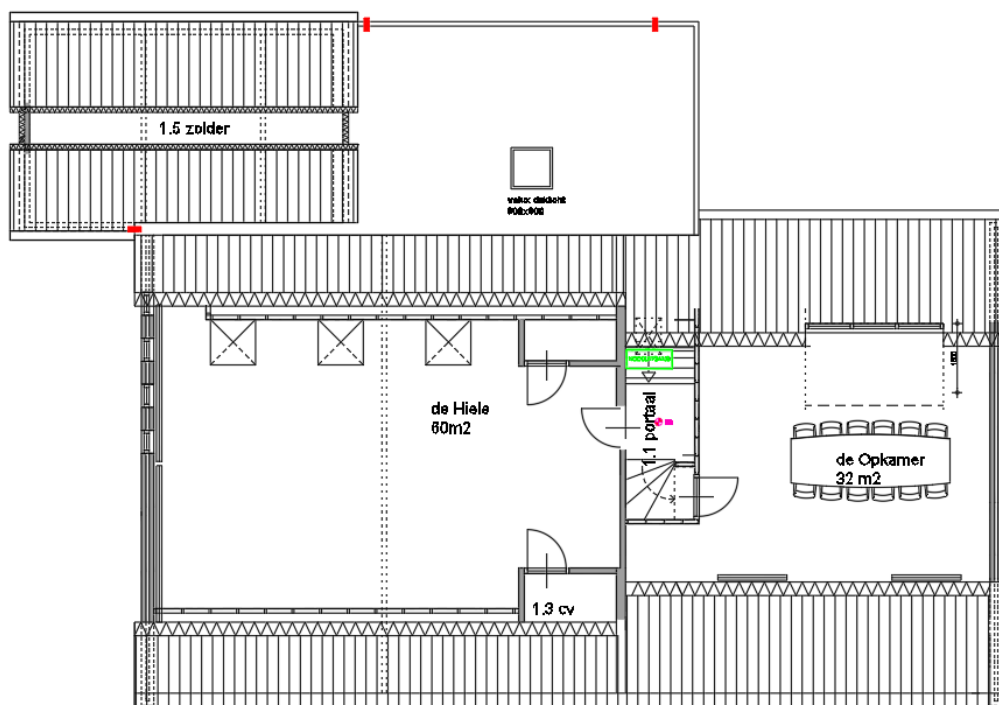 1.5 zolder
de Hiele
60m2
1.1 portaal
de Opkamer
32 m2
1.3 cv